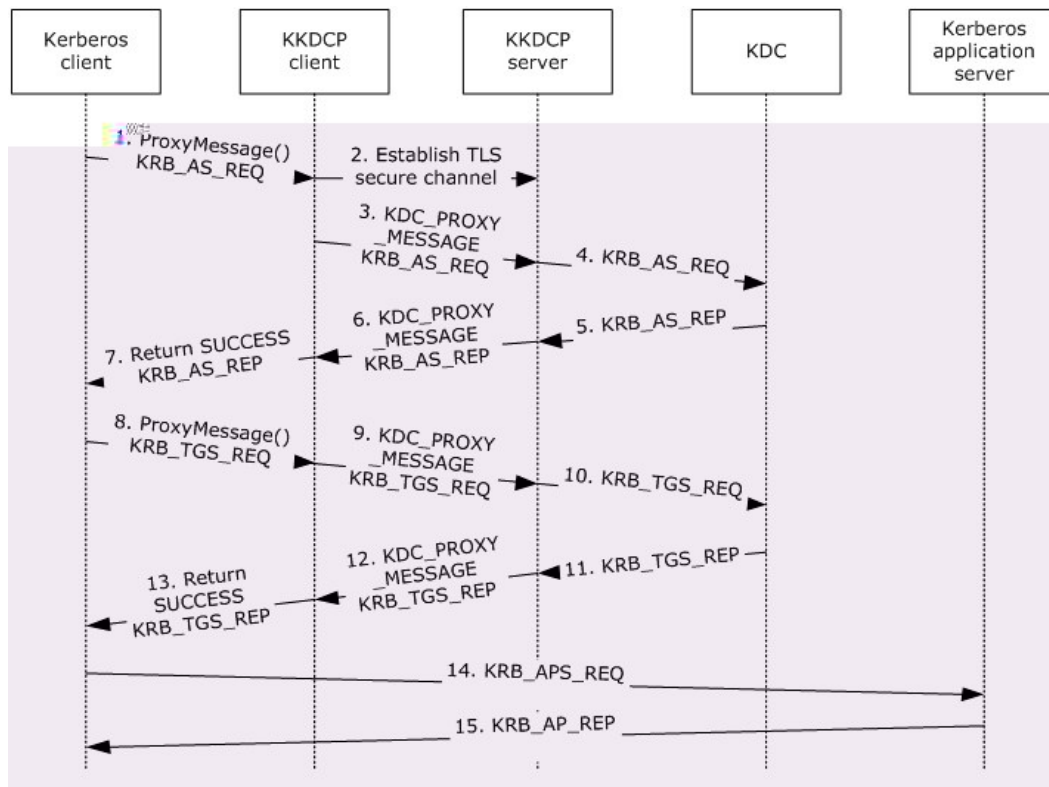 Kerberos
client
KKDCP
client
KKDCP
server
KDC
Kerberos
application
server
1. ProxyMessage()
KRB_AS_REQ
2. Establish TLS
secure channel
3. KDC_PROXY
_MESSAGE
KRB_AS_REQ
4. KRB_AS_REQ
5. KRB_AS_REP
6. KDC_PROXY
_MESSAGE
KRB_AS_REP
7. Return SUCCESS
KRB_AS_REP
8. ProxyMessage()
KRB_TGS_REQ
9. KDC_PROXY
_MESSAGE
KRB_TGS_REQ
10. KRB_TGS_REQ
11. KRB_TGS_REP
12. KDC_PROXY
_MESSAGE
KRB_TGS_REP
13. Return
SUCCESS
KRB_TGS_REP
14. KRB_APS_REQ
15. KRB_AP_REP